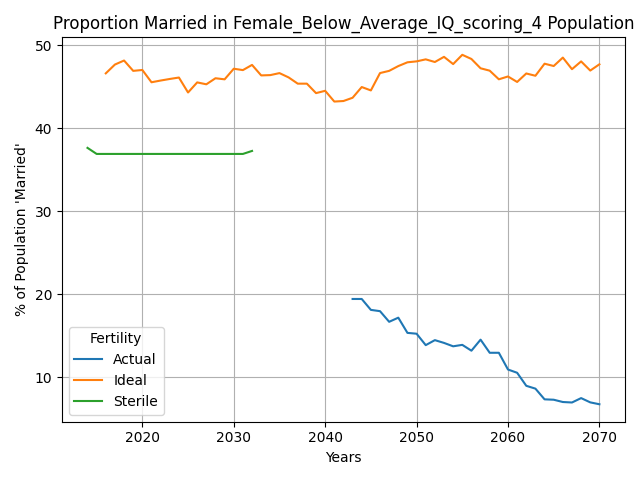 Proportion Married in Female_Below_Average_IQ_scoring_4 Population
% of Population 'Married'
50
40
30
20
10
Fertility
Actual
Ideal
Sterile
2020 2030 2040 2050 2060 2070
Years